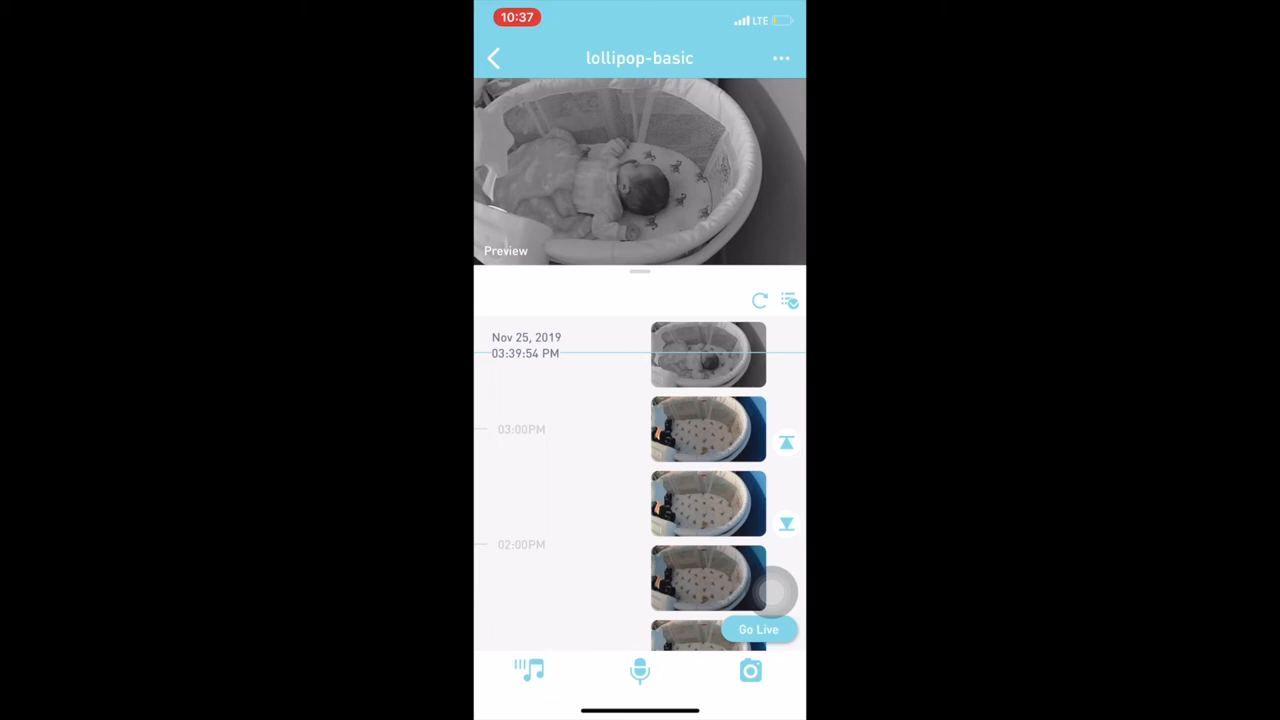 10:37
LTE
lollipop-basic
Preview
Nov 25, 2019
03:39:54 PM
03:00PM
02:00PM
Go Live